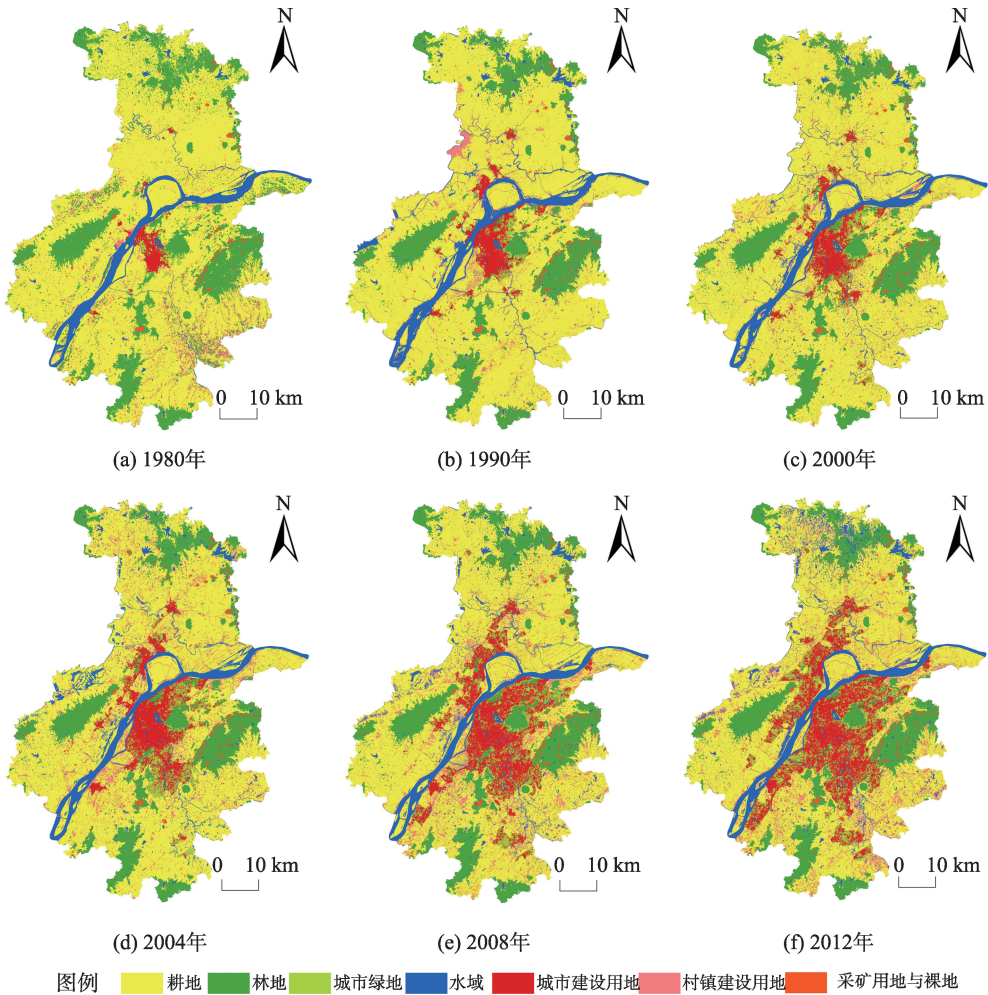 N N N
0 10 km 0 10 km 0 10 km
(a) 1980年 (b) 1990年 (c) 2000年
N N N
0 10 km 0 10 km 0 10 km
(d) 2004年 (e) 2008年 (f) 2012年
图例 耕地 林地 城市绿地 水域 城市建设用地 村镇建设用地 采矿用地与裸地